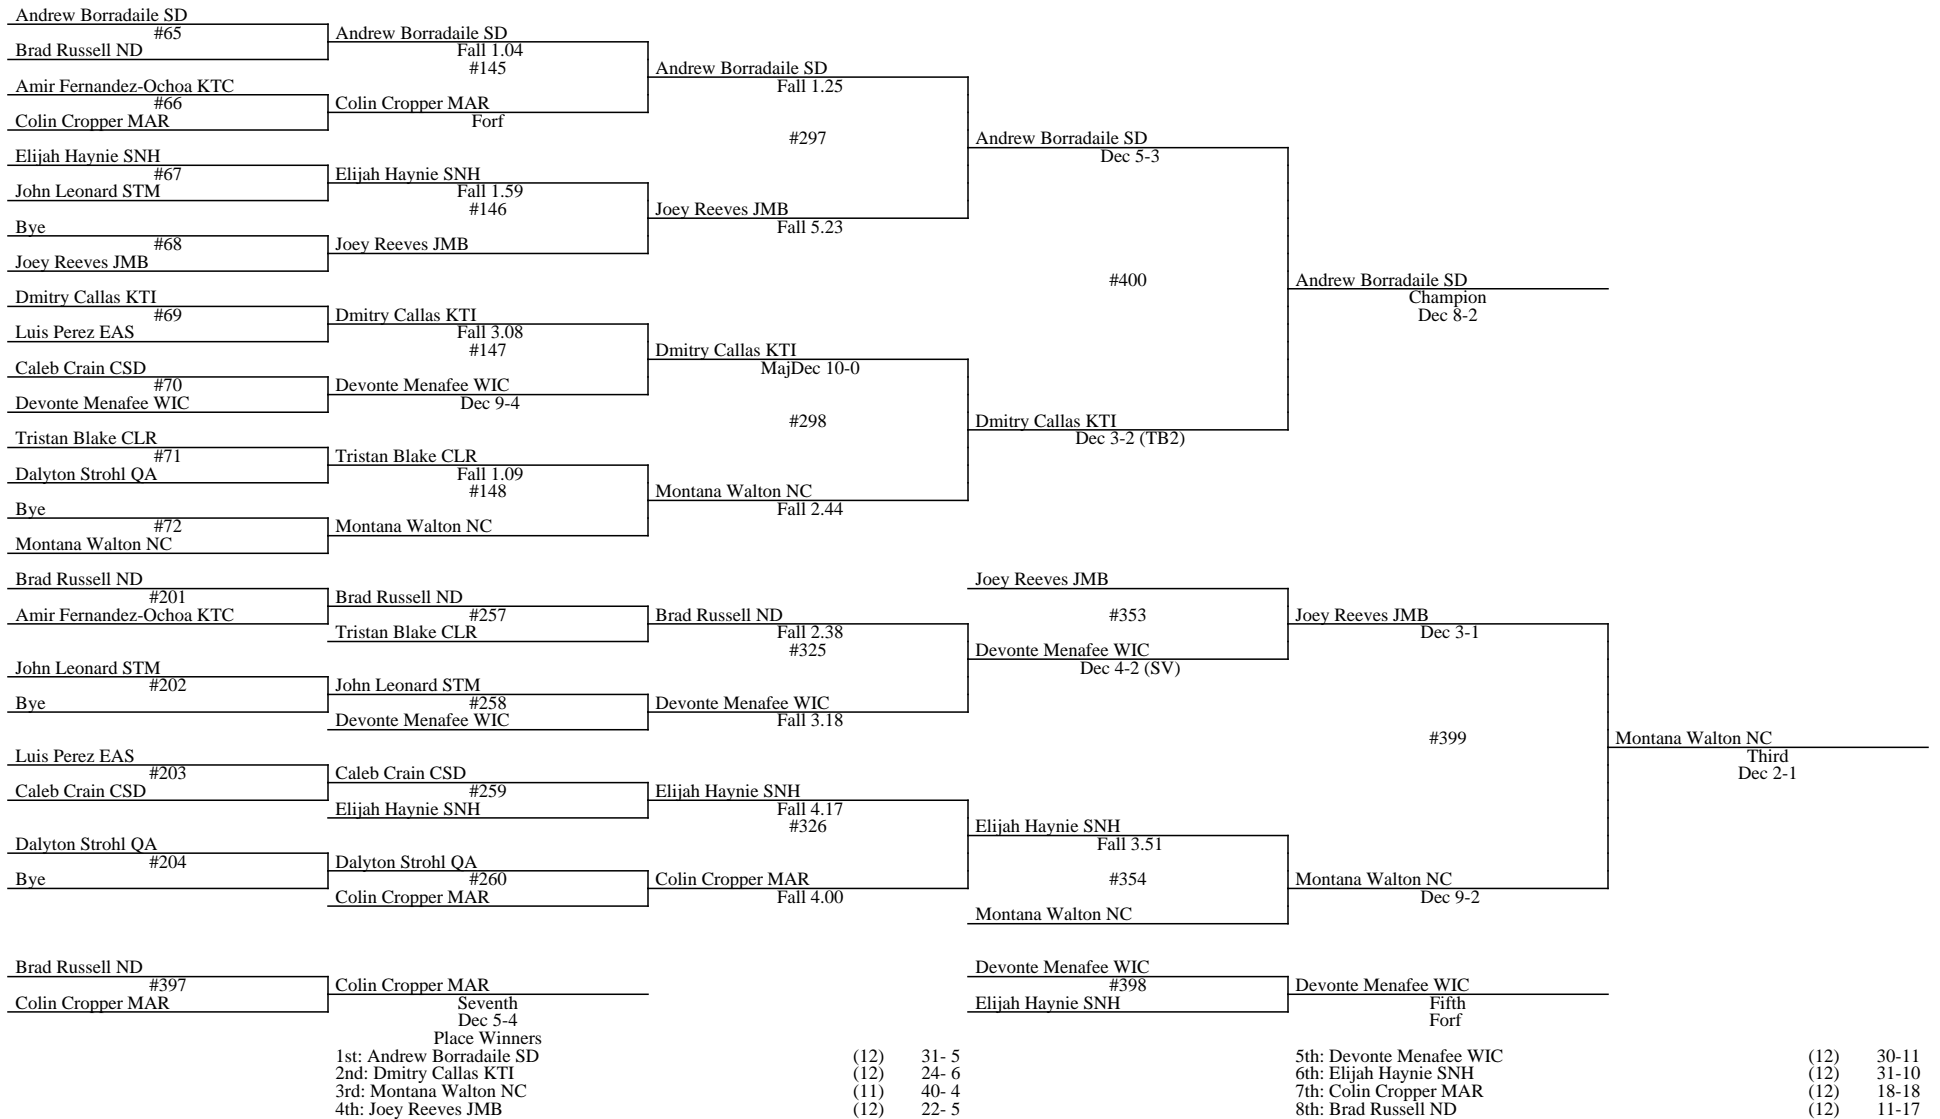 Andrew Borradaile SD
#65
Brad Russell ND
Andrew Borradaile SD
Fall 1.04
#145
Amir Fernandez-Ochoa KTC
#66
Colin Cropper MAR
Colin Cropper MAR
Forf
Andrew Borradaile SD
Fall 1.25
#297
Elijah Haynie SNH
#67
John Leonard STM
Elijah Haynie SNH
Fall 1.59
#146
Bye
#68
Joey Reeves JMB
Joey Reeves JMB
Joey Reeves JMB
Fall 5.23
Andrew Borradaile SD
Dec 5-3
#400
Dmitry Callas KTI
#69
Luis Perez EAS
Dmitry Callas KTI
Fall 3.08
#147
Caleb Crain CSD
#70
Devonte Menafee WIC
Devonte Menafee WIC
Dec 9-4
Dmitry Callas KTI
MajDec 10-0
#298
Tristan Blake CLR
#71
Dalyton Strohl QA
Tristan Blake CLR
Fall 1.09
#148
Bye
#72
Montana Walton NC
Montana Walton NC
Montana Walton NC
Fall 2.44
Dmitry Callas KTI
Dec 3-2 (TB2)
Andrew Borradaile SD
Champion
Dec 8-2
Brad Russell ND
#201
Amir Fernandez-Ochoa KTC
Brad Russell ND
#257
Tristan Blake CLR
Brad Russell ND
Fall 2.38
#325
John Leonard STM
#202
Bye
John Leonard STM
#258
Devonte Menafee WIC
Devonte Menafee WIC
Fall 3.18
Joey Reeves JMB
#353
Devonte Menafee WIC
Dec 4-2 (SV)
Joey Reeves JMB
Dec 3-1
#399
Luis Perez EAS
#203
Caleb Crain CSD
Caleb Crain CSD
#259
Elijah Haynie SNH
Elijah Haynie SNH
Fall 4.17
#326
Dalyton Strohl QA
#204
Bye
Dalyton Strohl QA
#260
Colin Cropper MAR
Colin Cropper MAR
Fall 4.00
Elijah Haynie SNH
Fall 3.51
#354
Montana Walton NC
Montana Walton NC
Dec 9-2
Montana Walton NC
Third
Dec 2-1
Brad Russell ND
#397
Colin Cropper MAR
Colin Cropper MAR
Seventh
Dec 5-4
Devonte Menafee WIC
#398
Elijah Haynie SNH
Devonte Menafee WIC
Fifth
Forf
Place Winners
1st: Andrew Borradaile SD (12) 31- 5
2nd: Dmitry Callas KTI (12) 24- 6
3rd: Montana Walton NC (11) 40- 4
4th: Joey Reeves JMB (12) 22- 5
5th: Devonte Menafee WIC (12) 30-11
6th: Elijah Haynie SNH (12) 31-10
7th: Colin Cropper MAR (12) 18-18
8th: Brad Russell ND (12) 11-17